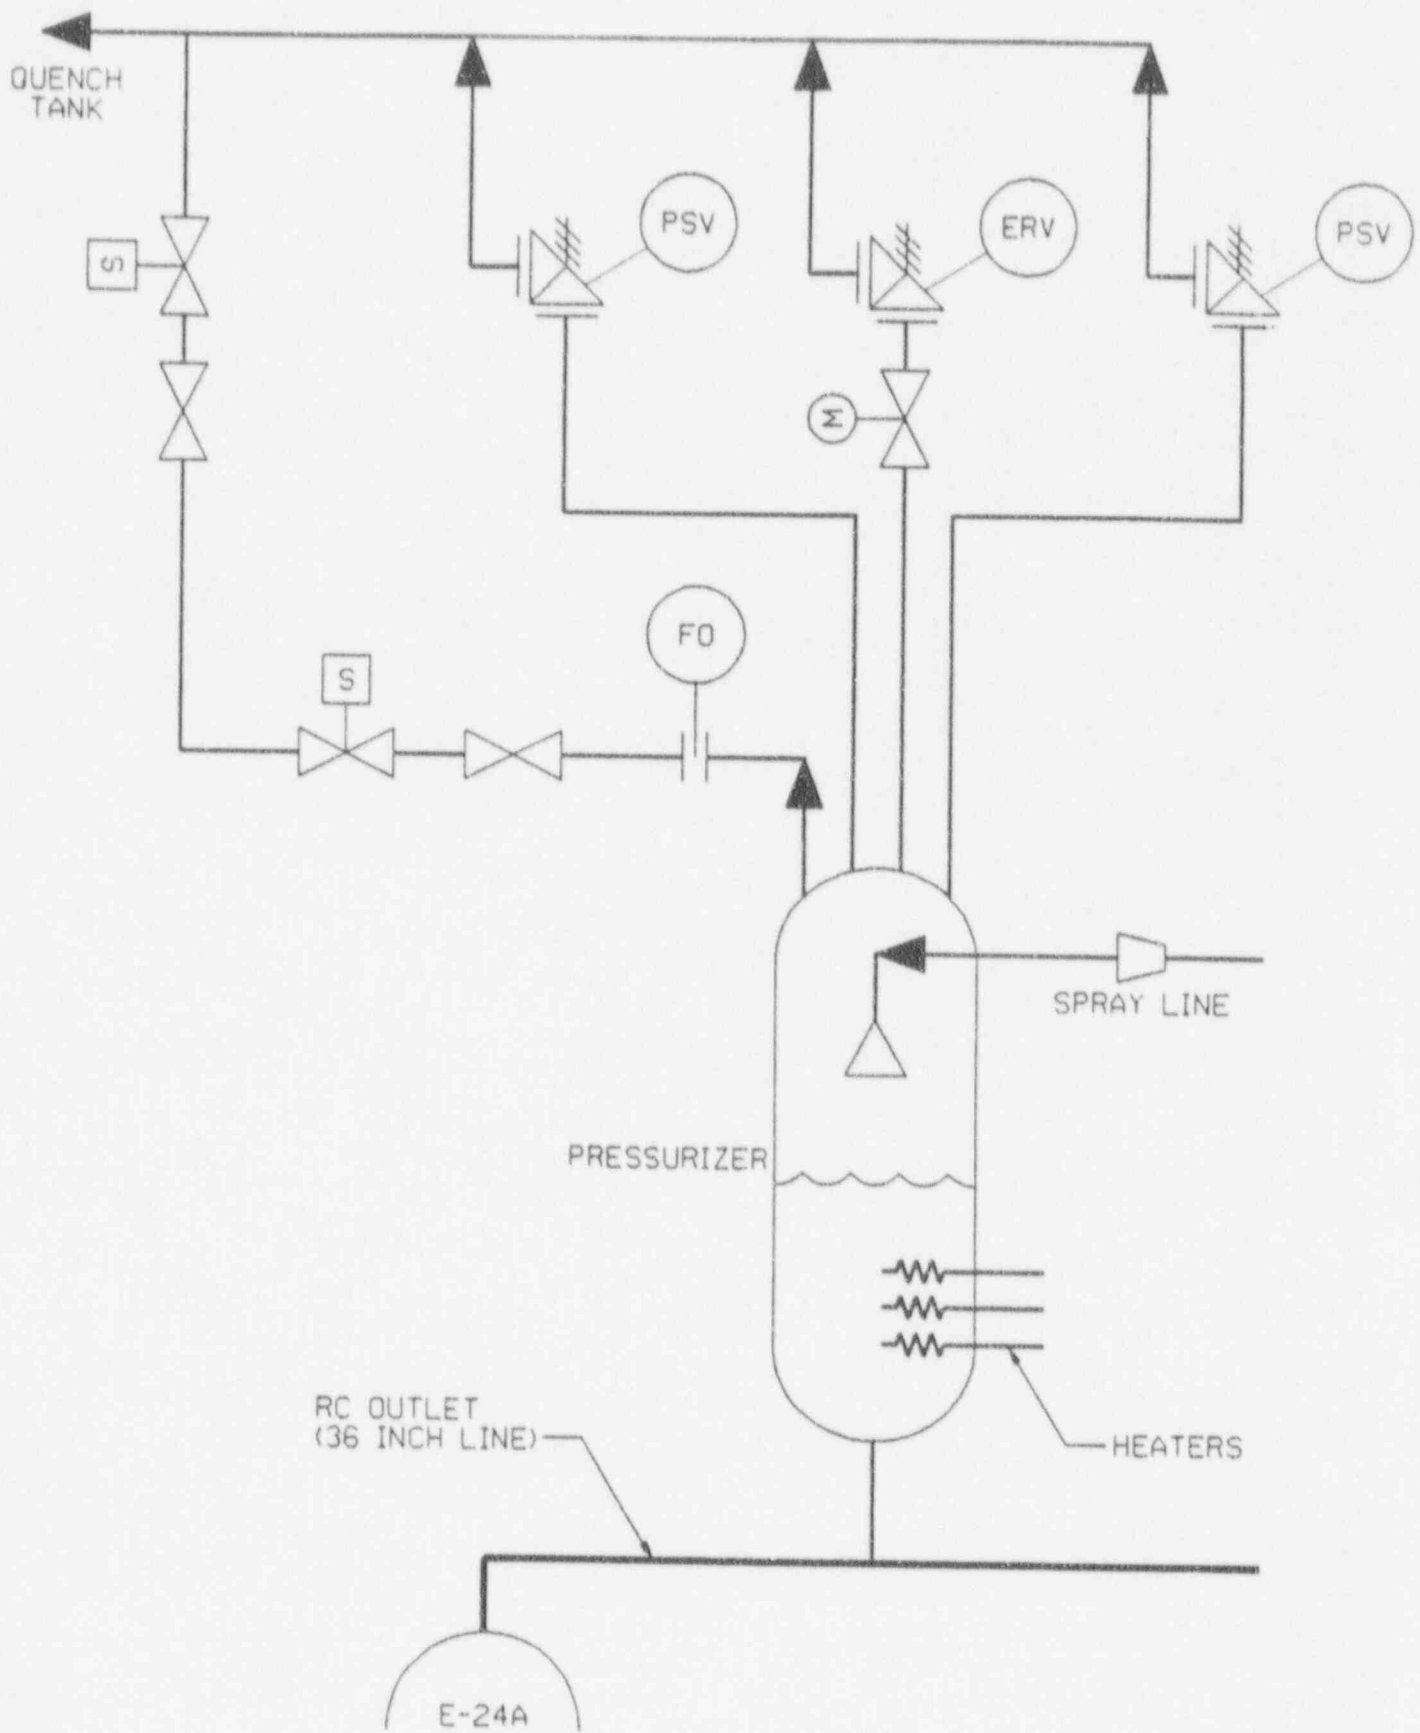 QUENCH
TANK
PSV
ERV
PSV
S
M
FO
S
SPRAY LINE
PRESSURIZER
RC OUTLET
(36 INCH LINE)
HEATERS
E-24A